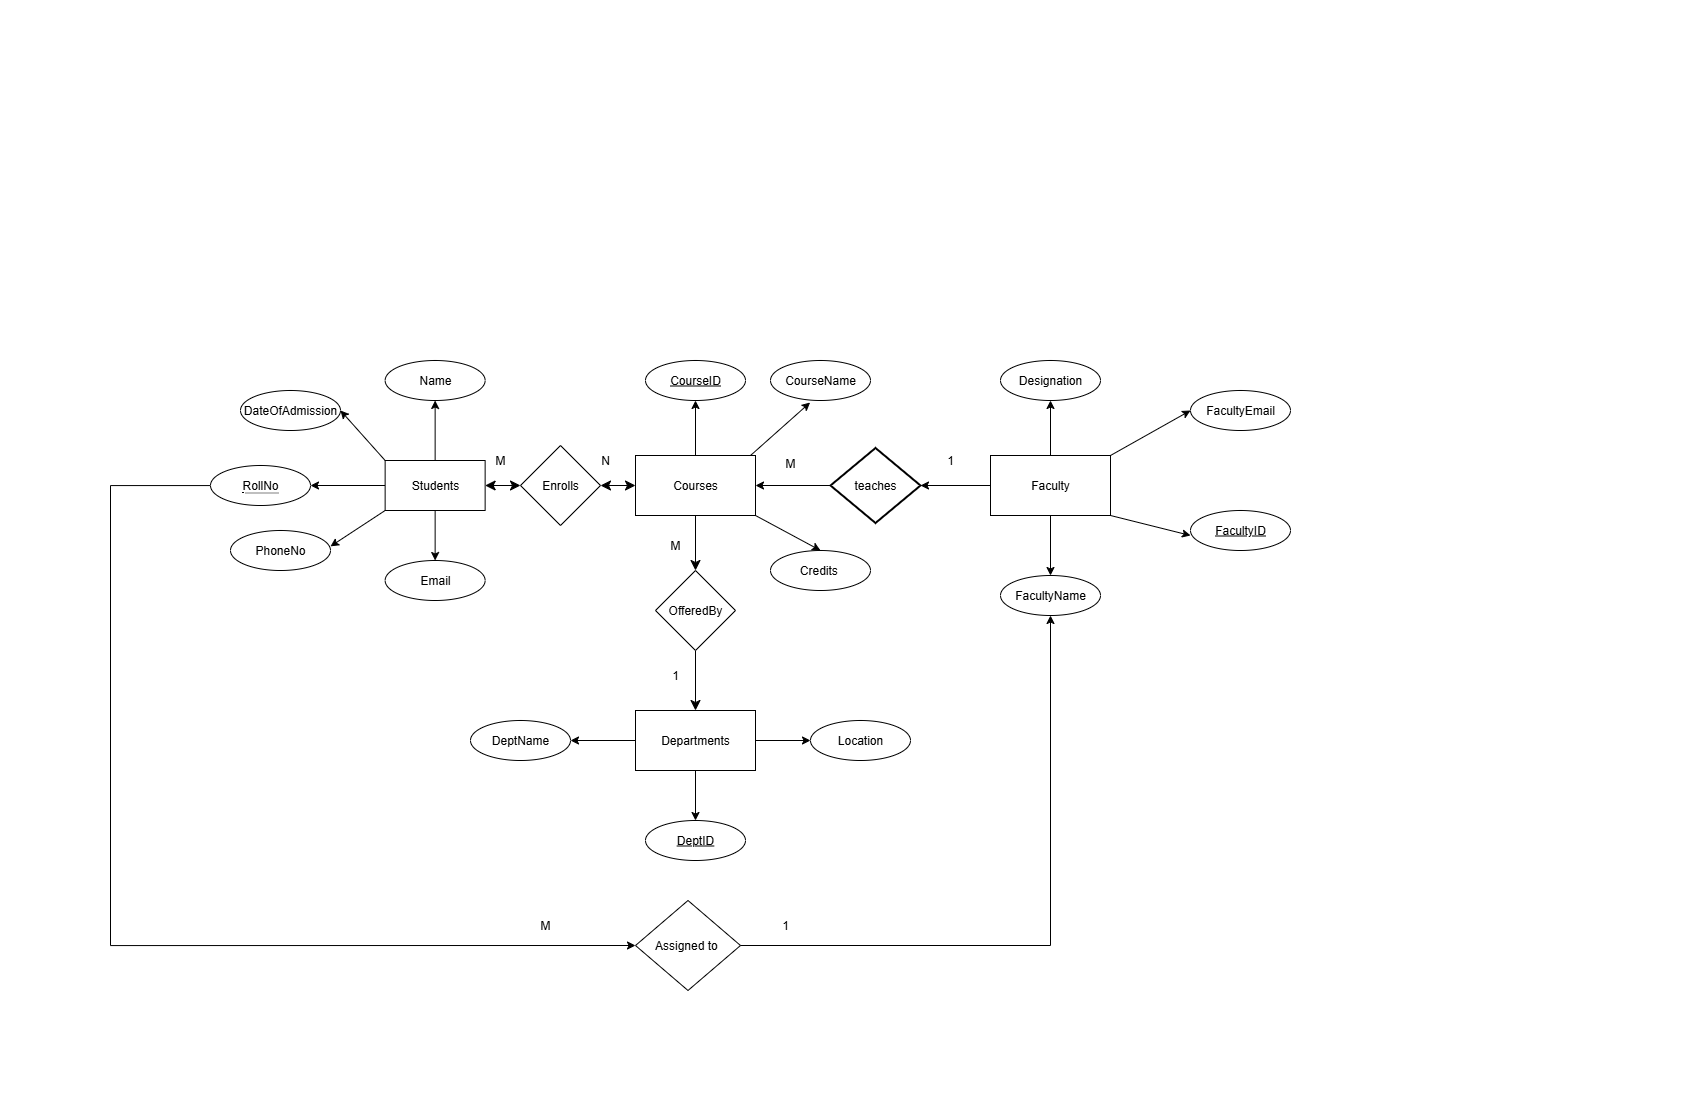 Name
CourseID
CourseName
Designation
DateOfAdmission
FacultyEmail
M
N
M
1
RollNo
Students
Enrolls
Courses
teaches
Faculty
FacultyID
M
PhoneNo
Credits
Email
FacultyName
OfferedBy
1
DeptName
Departments
Location
DeptID
M
1
Assigned to